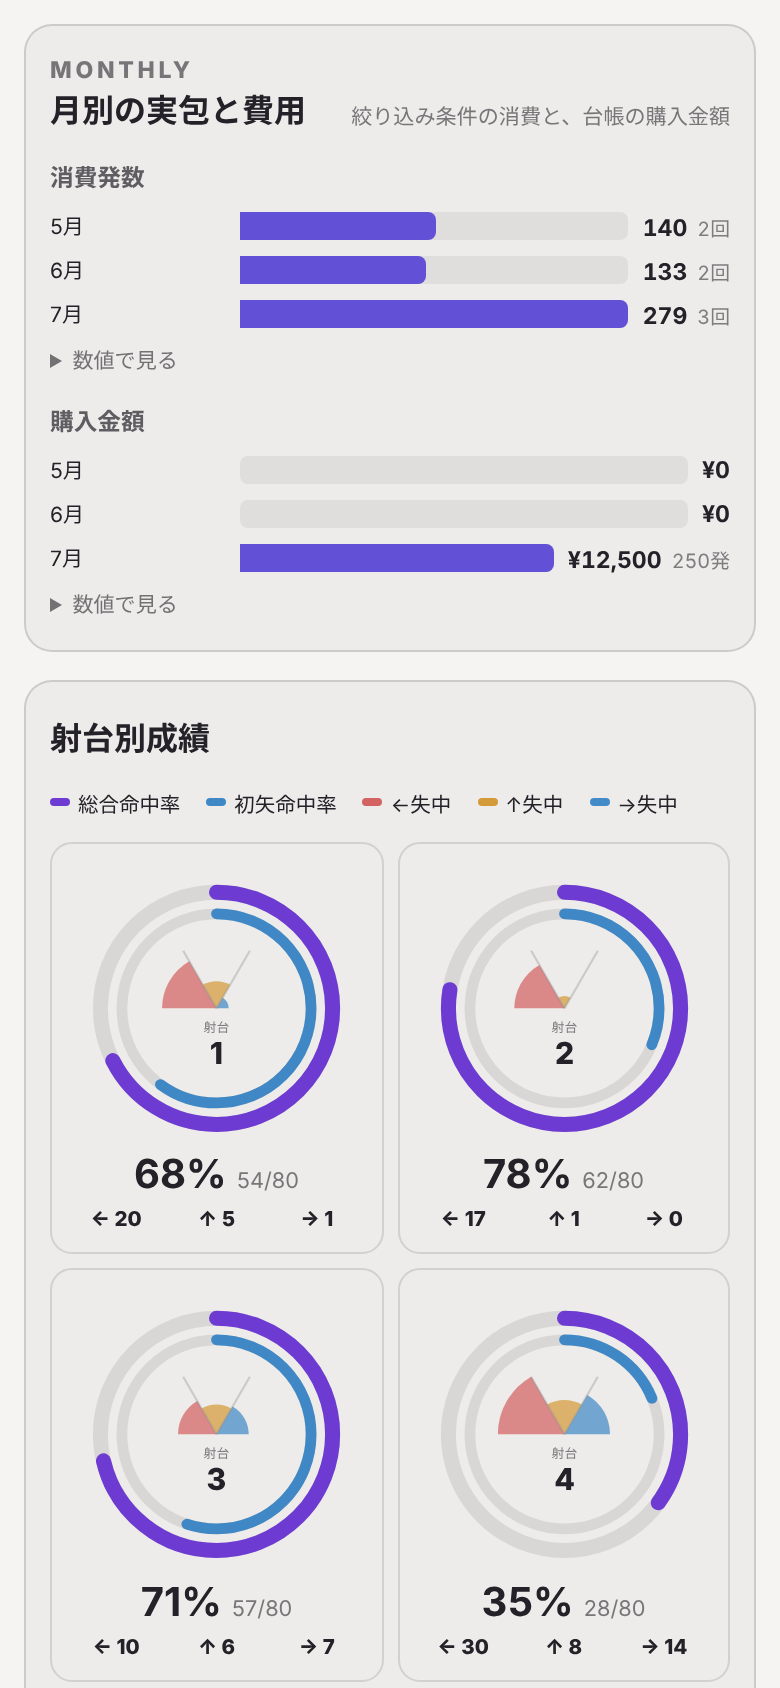 MONTHLY
月別の実包と費用 絞り込み条件の消費と、台帳の購入金額
消費発数
5月 140 2回
6月 133 2回
7月 279 3回
▶ 数値で見る
購入金額
5月 ¥0
6月 ¥0
7月 ¥12,500 250発
▶ 数値で見る
射台別成績
総合命中率 初矢命中率 ←失中 ↑失中 →失中
射台
1
68% 54/80
← 20 ↑ 5 → 1
射台
2
78% 62/80
← 17 ↑ 1 → 0
射台
3
71% 57/80
← 10 ↑ 6 → 7
射台
4
35% 28/80
← 30 ↑ 8 → 14